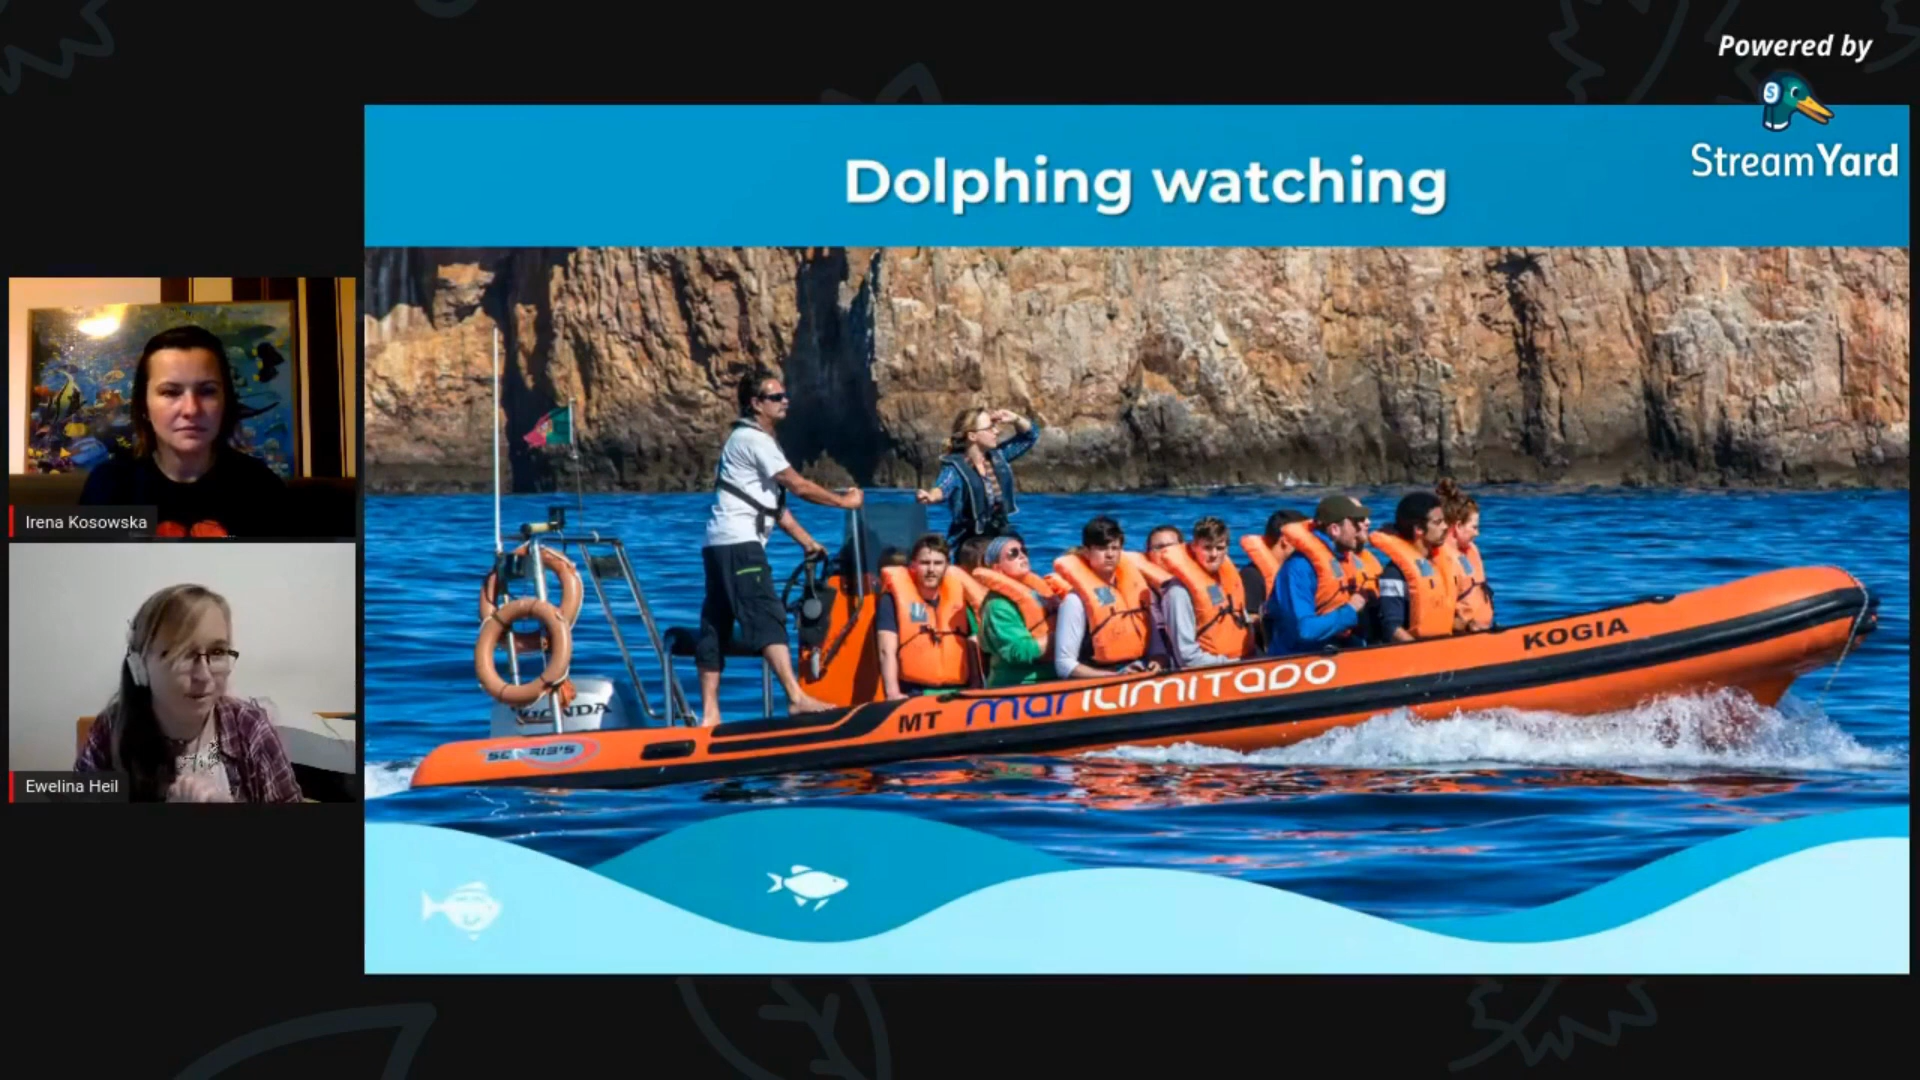 Powered by
StreamYard
Dolphing watching
Irena Kosowska
Ewelina Heil
KOGIA
MT marilimitado
HONDA